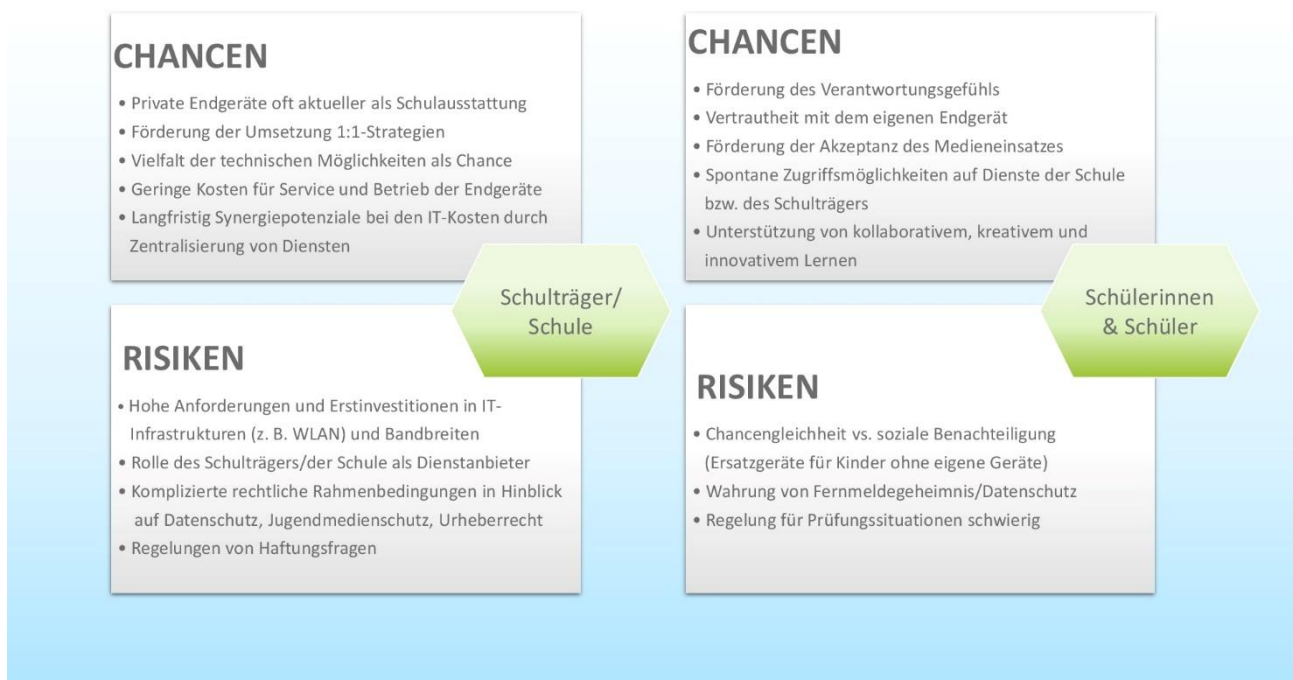 CHANCEN
• Private Endgeräte oft aktueller als Schulausstattung
• Förderung der Umsetzung 1:1-Strategien
• Vielfalt der technischen Möglichkeiten als Chance
• Geringe Kosten für Service und Betrieb der Endgeräte
• Langfristig Synergiepotenziale bei den IT-Kosten durch
Zentralisierung von Diensten
Schulträger/
Schule
RISIKEN
• Hohe Anforderungen und Erstinvestitionen in IT-
Infrastrukturen (z. B. WLAN) und Bandbreiten
• Rolle des Schulträgers/der Schule als Dienstanbieter
• Komplizierte rechtliche Rahmenbedingungen in Hinblick
auf Datenschutz, Jugendmedienschutz, Urheberrecht
• Regelungen von Haftungsfragen
CHANCEN
• Förderung des Verantwortungsgefühls
• Vertrautheit mit dem eigenen Endgerät
• Förderung der Akzeptanz des Medieneinsatzes
• Spontane Zugriffsmöglichkeiten auf Dienste der Schule
bzw. des Schulträgers
• Unterstützung von kollaborativem, kreativem und
innovativem Lernen
Schülerinnen
& Schüler
RISIKEN
• Chancengleichheit vs. soziale Benachteiligung
(Ersatzgeräte für Kinder ohne eigene Geräte)
• Wahrung von Fernmeldegeheimnis/Datenschutz
• Regelung für Prüfungssituationen schwierig